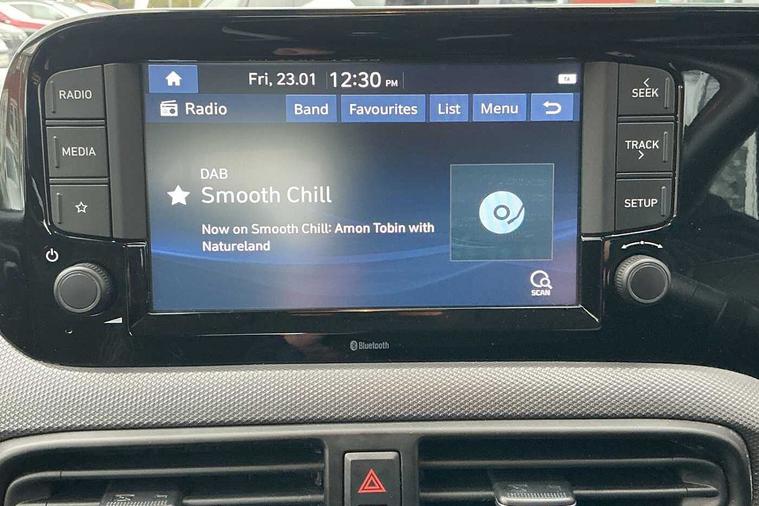 Fri, 23.01 12:30 PM TA
Radio Band Favourites List Menu
DAB
Smooth Chill
Now on Smooth Chill: Amon Tobin with
Natureland
SCAN
RADIO
MEDIA
SEEK
TRACK
SETUP
Bluetooth